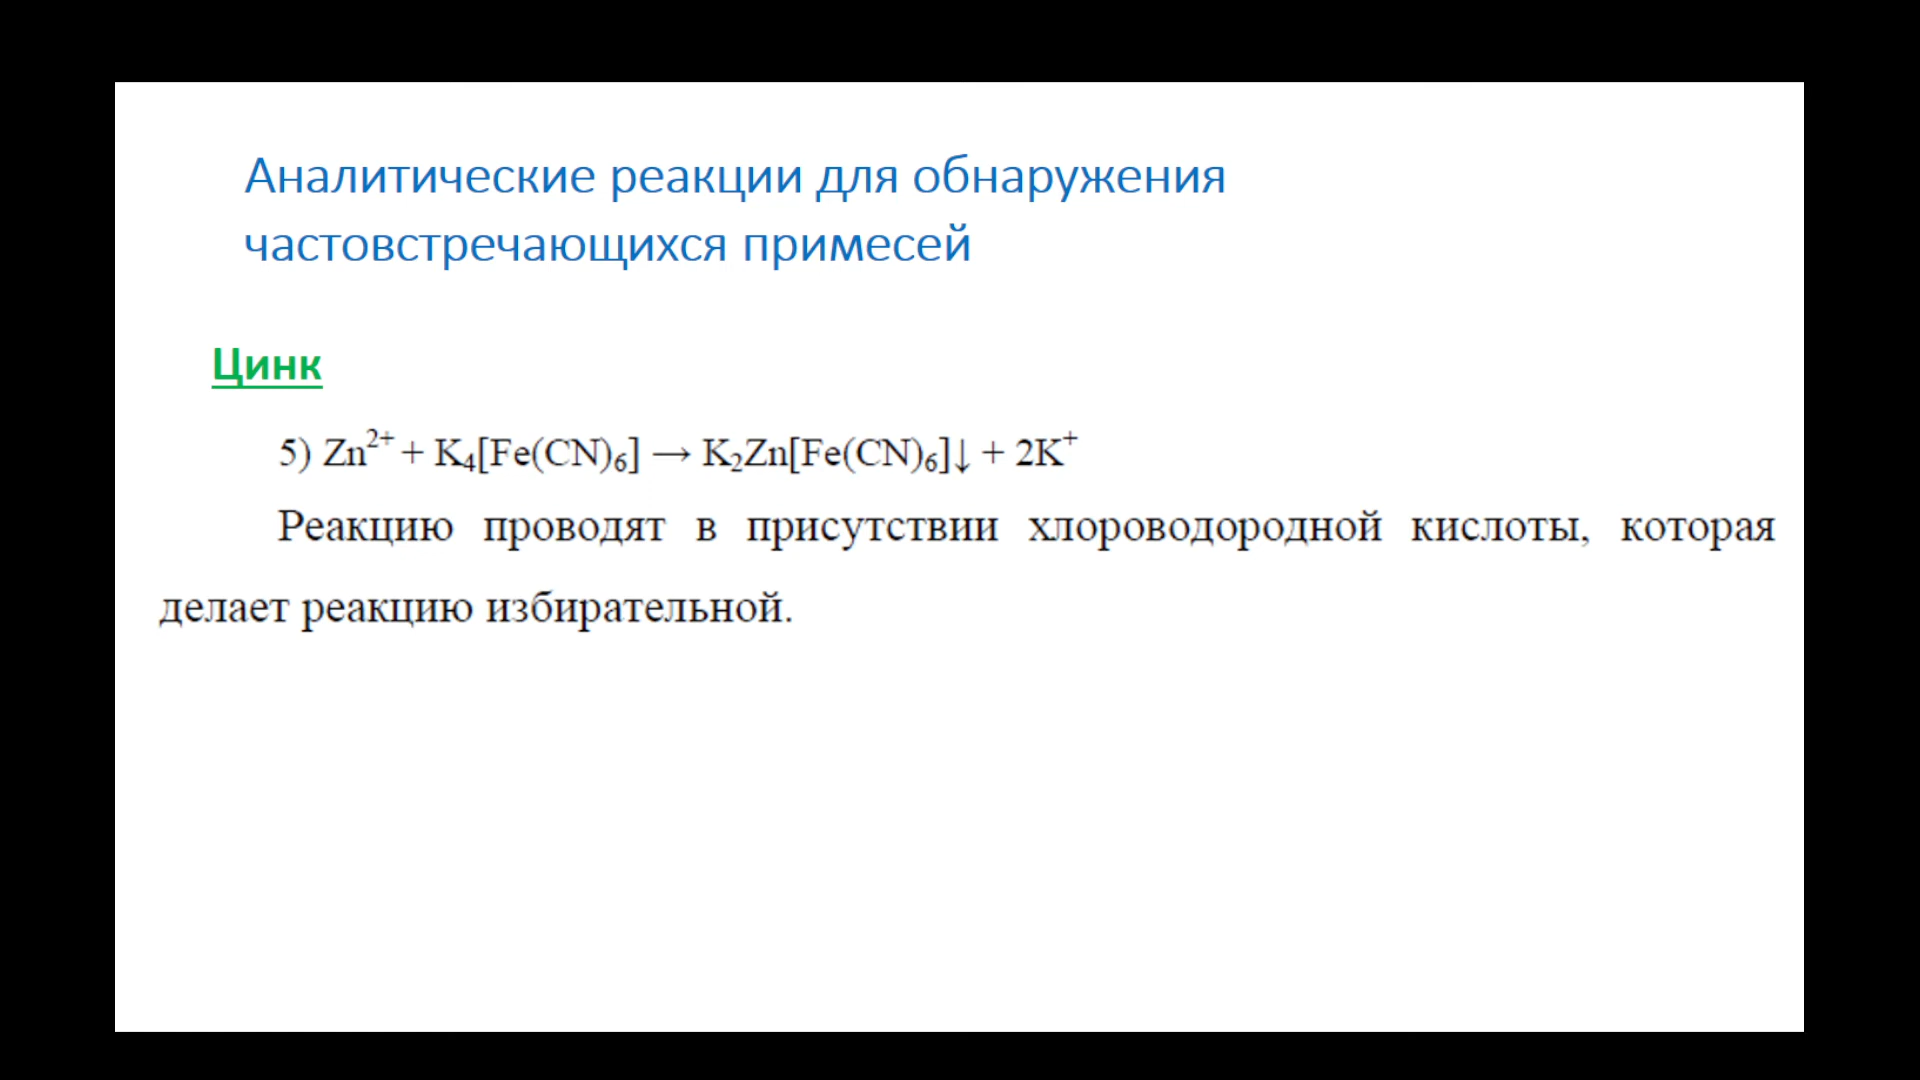 Аналитические реакции для обнаружения
частовстречающихся примесей
Цинк
5) Zn²⁺ + K₄[Fe(CN)₆] → K₂Zn[Fe(CN)₆]↓ + 2K⁺
Реакцию проводят в присутствии хлороводородной кислоты, которая
делает реакцию избирательной.